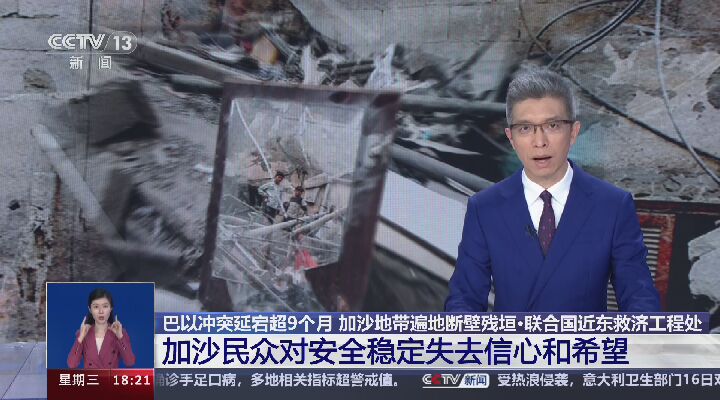 CCTV 13
新闻
巴以冲突延宕超9个月 加沙地带遍地断壁残垣·联合国近东救济工程处
加沙民众对安全稳定失去信心和希望
星期三 18:21 确诊手足口病，多地相关指标超警戒值。 CCTV 新闻 受热浪侵袭，意大利卫生部门16日对